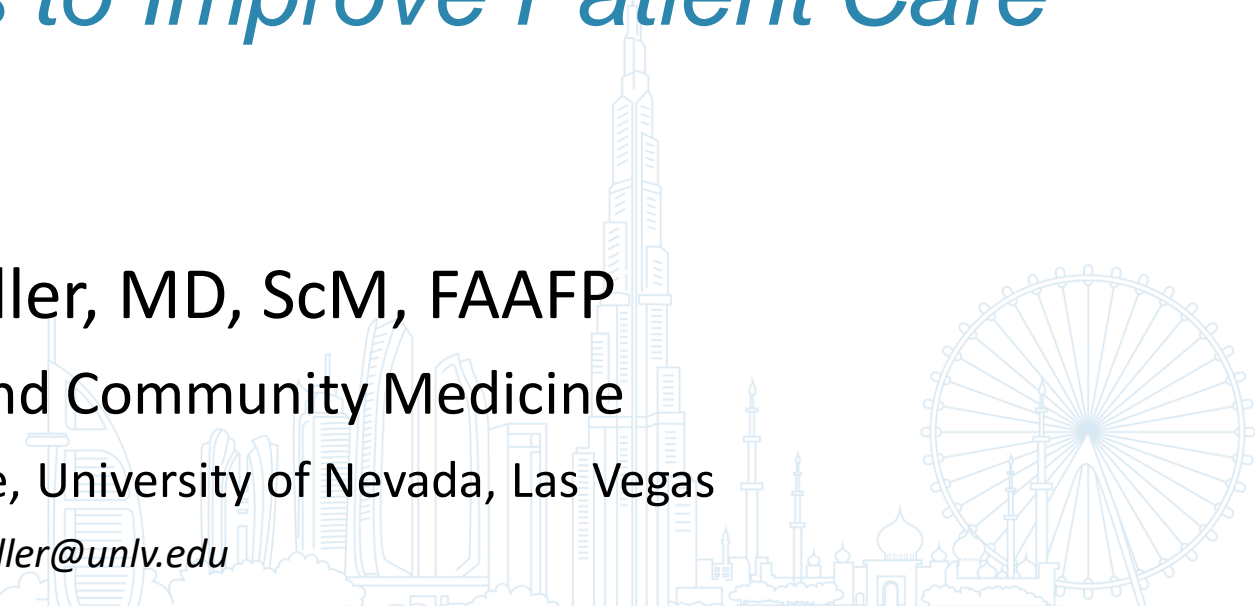 s to Improve Patient Care
ller, MD, ScM, FAAFP
nd Community Medicine
e, University of Nevada, Las Vegas
ller@unlv.edu